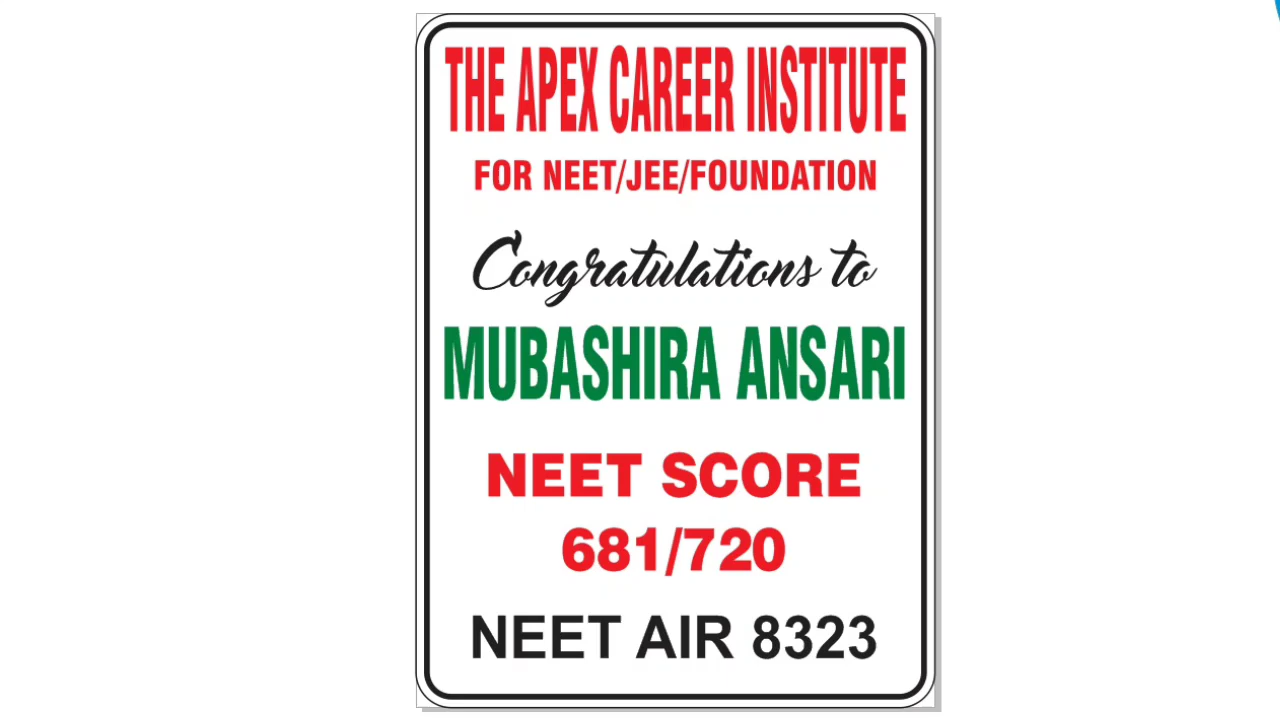 THE APEX CAREER INSTITUTE
FOR NEET/JEE/FOUNDATION
Congratulations to
MUBASHIRA ANSARI
NEET SCORE
681/720
NEET AIR 8323